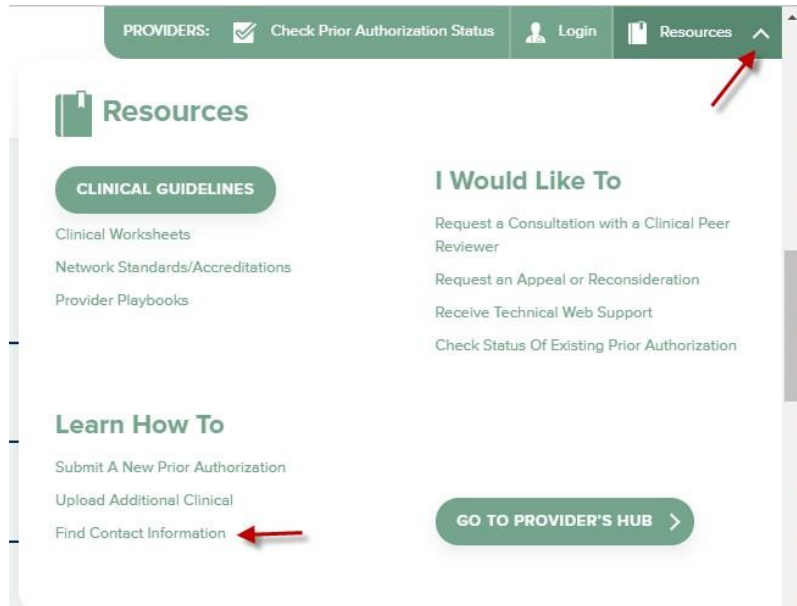 PROVIDERS: Check Prior Authorization Status Login Resources
Resources
CLINICAL GUIDELINES
Clinical Worksheets
Network Standards/Accreditations
Provider Playbooks
I Would Like To
Request a Consultation with a Clinical Peer
Reviewer
Request an Appeal or Reconsideration
Receive Technical Web Support
Check Status Of Existing Prior Authorization
Learn How To
Submit A New Prior Authorization
Upload Additional Clinical
Find Contact Information
GO TO PROVIDER'S HUB